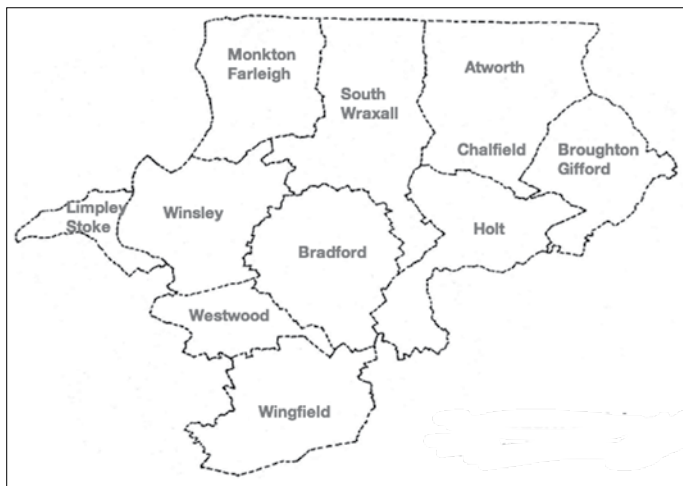 Monkton
Farleigh
South
Wraxall
Atworth
Chalfield
Broughton
Gifford
Limpley
Stoke
Winsley
Bradford
Holt
Westwood
Wingfield